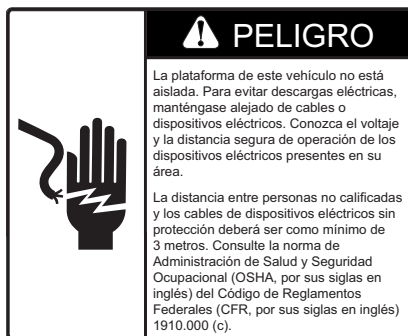 PELIGRO
La plataforma de este vehículo no está
aislada. Para evitar descargas eléctricas,
manténgase alejado de cables o
dispositivos eléctricos. Conozca el voltaje
y la distancia segura de operación de los
dispositivos eléctricos presentes en su
área.
La distancia entre personas no calificadas
y los cables de dispositivos eléctricos sin
protección deberá ser como mínimo de
3 metros. Consulte la norma de
Administración de Salud y Seguridad
Ocupacional (OSHA, por sus siglas en
inglés) del Código de Reglamentos
Federales (CFR, por sus siglas en inglés)
1910.000 (c).